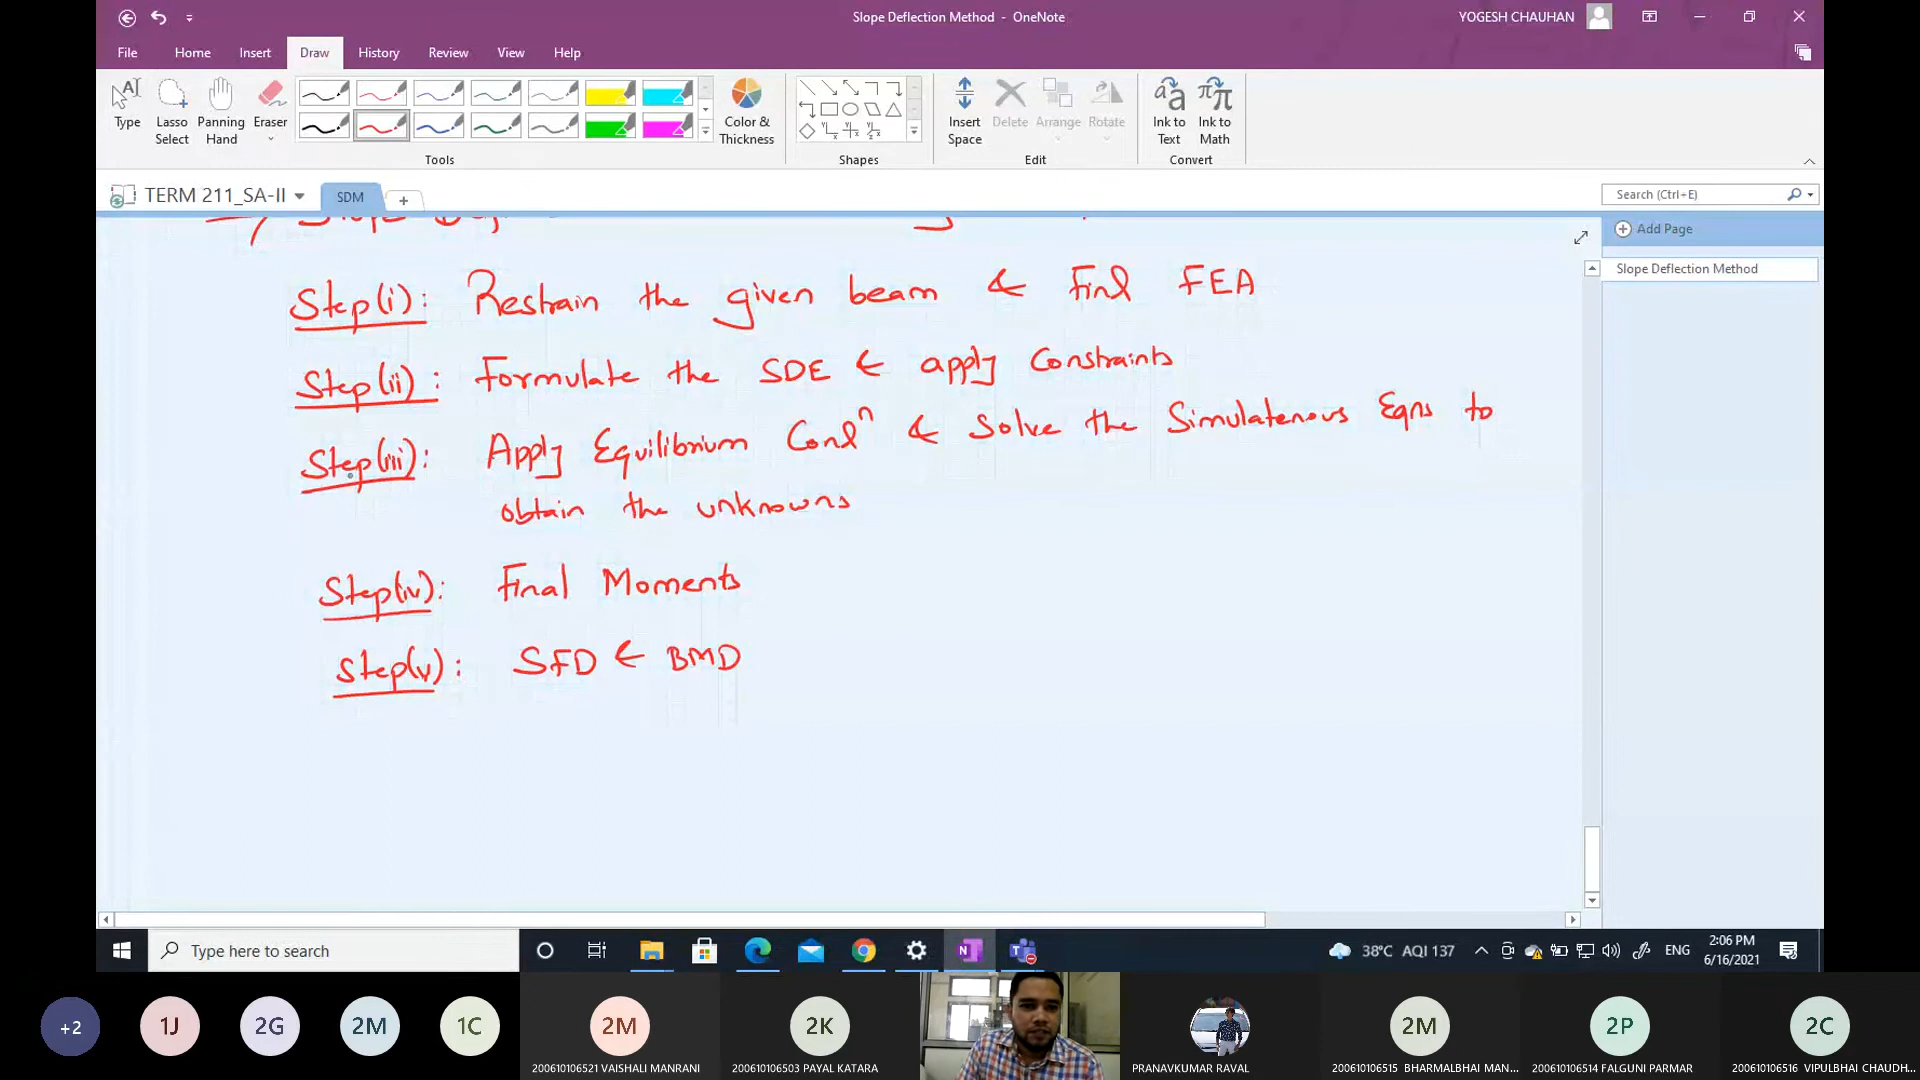 Slope Deflection Method - OneNote
YOGESH CHAUHAN
File Home Insert Draw History Review View Help
Type
Lasso Select
Panning Hand
Eraser
Color & Thickness
Insert Space
Delete
Arrange
Rotate
Ink to Text
Ink to Math
Tools
Shapes
Edit
Convert
TERM 211_SA-II
SDM
Search (Ctrl+E)
Add Page
Slope Deflection Method
Step(i): Restrain the given beam & Find FEA
Step(ii): Formulate the SDE & apply Constraints
Step(iii): Apply Equilibrium Condⁿ & Solve the Simulatenous Eqns to
obtain the unknowns
Step(iv): Final Moments
Step(v): SFD & BMD
Type here to search
38°C AQI 137
ENG
2:06 PM
6/16/2021
+2
1J
2G
2M
1C
2M
2K
2M
2P
2C
200610106521 VAISHALI MANRANI
200610106503 PAYAL KATARA
PRANAVKUMAR RAVAL
200610106515 BHARMALBHAI MAN...
200610106514 FALGUNI PARMAR
200610106516 VIPULBHAI CHAUDH...